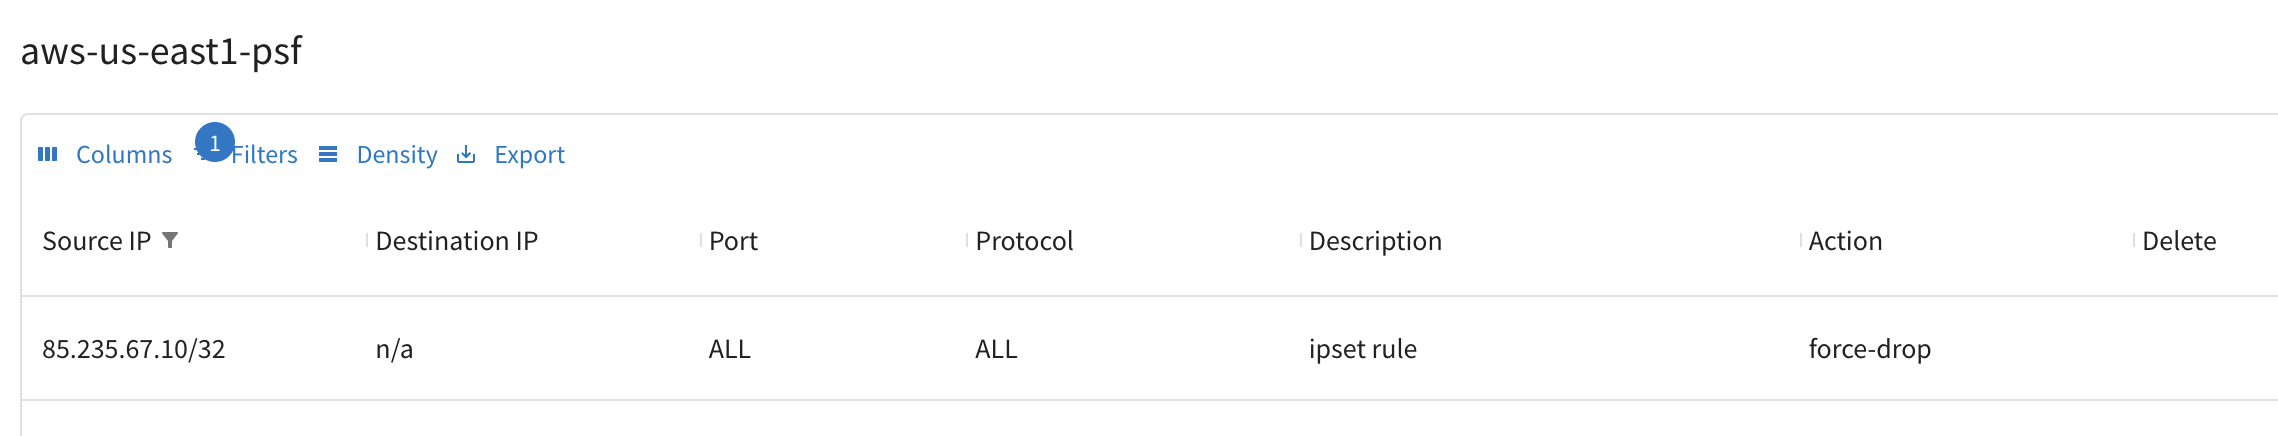 aws-us-east1-psf
Columns 1 Filters Density Export
Source IP Destination IP Port Protocol Description Action Delete
85.235.67.10/32 n/a ALL ALL ipset rule force-drop